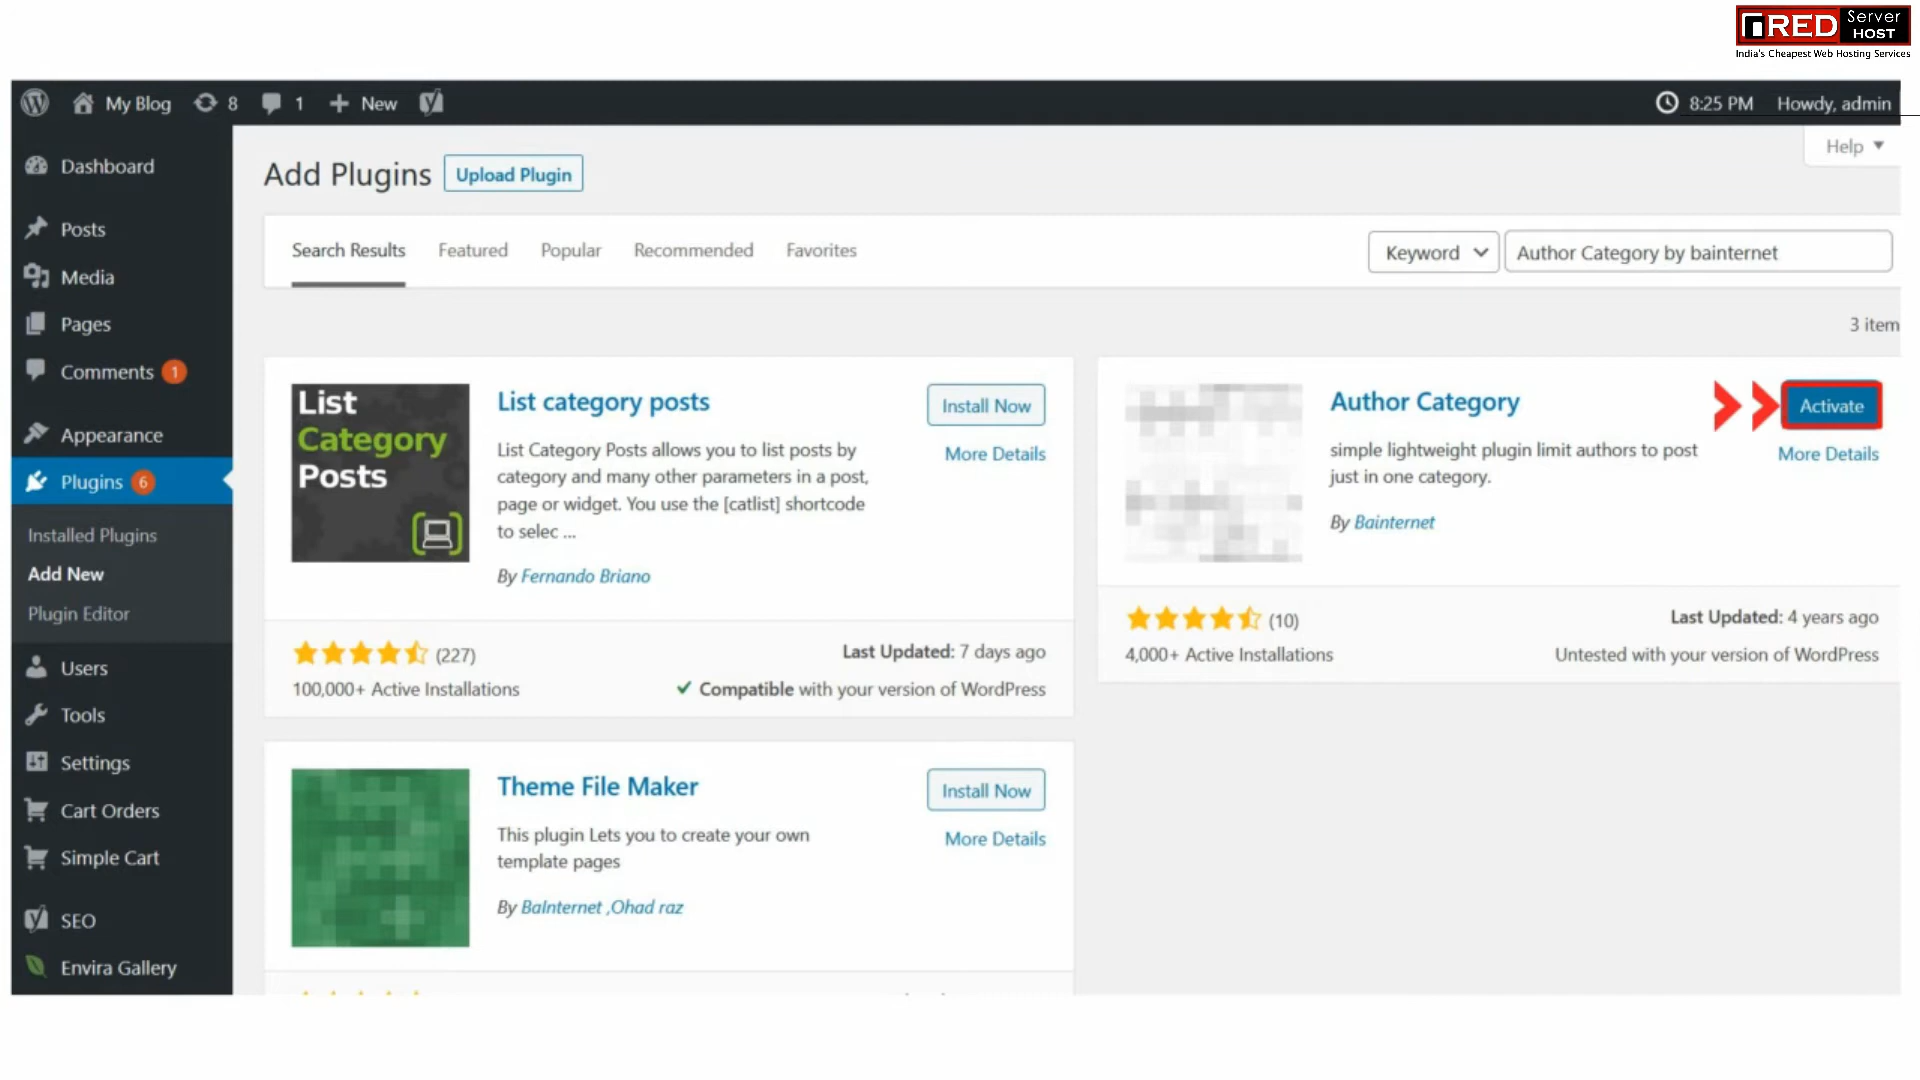 RED Server HOST
India's Cheapest Web Hosting Services
My Blog 8 1 New 8:25 PM Howdy, admin
Help
Dashboard
Posts
Media
Pages
Comments 1
Appearance
Plugins 6
Installed Plugins
Add New
Plugin Editor
Users
Tools
Settings
Cart Orders
Simple Cart
SEO
Envira Gallery
Add Plugins Upload Plugin
Search Results Featured Popular Recommended Favorites Keyword Author Category by bainternet
3 item
List
Category
Posts
List category posts
Install Now
More Details
List Category Posts allows you to list posts by
category and many other parameters in a post,
page or widget. You use the [catlist] shortcode
to selec ...
By Fernando Briano
(227)
Last Updated: 7 days ago
100,000+ Active Installations
Compatible with your version of WordPress
Author Category
Activate
More Details
simple lightweight plugin limit authors to post
just in one category.
By Bainternet
(10)
Last Updated: 4 years ago
4,000+ Active Installations
Untested with your version of WordPress
Theme File Maker
Install Now
More Details
This plugin Lets you to create your own
template pages
By BaInternet ,Ohad raz